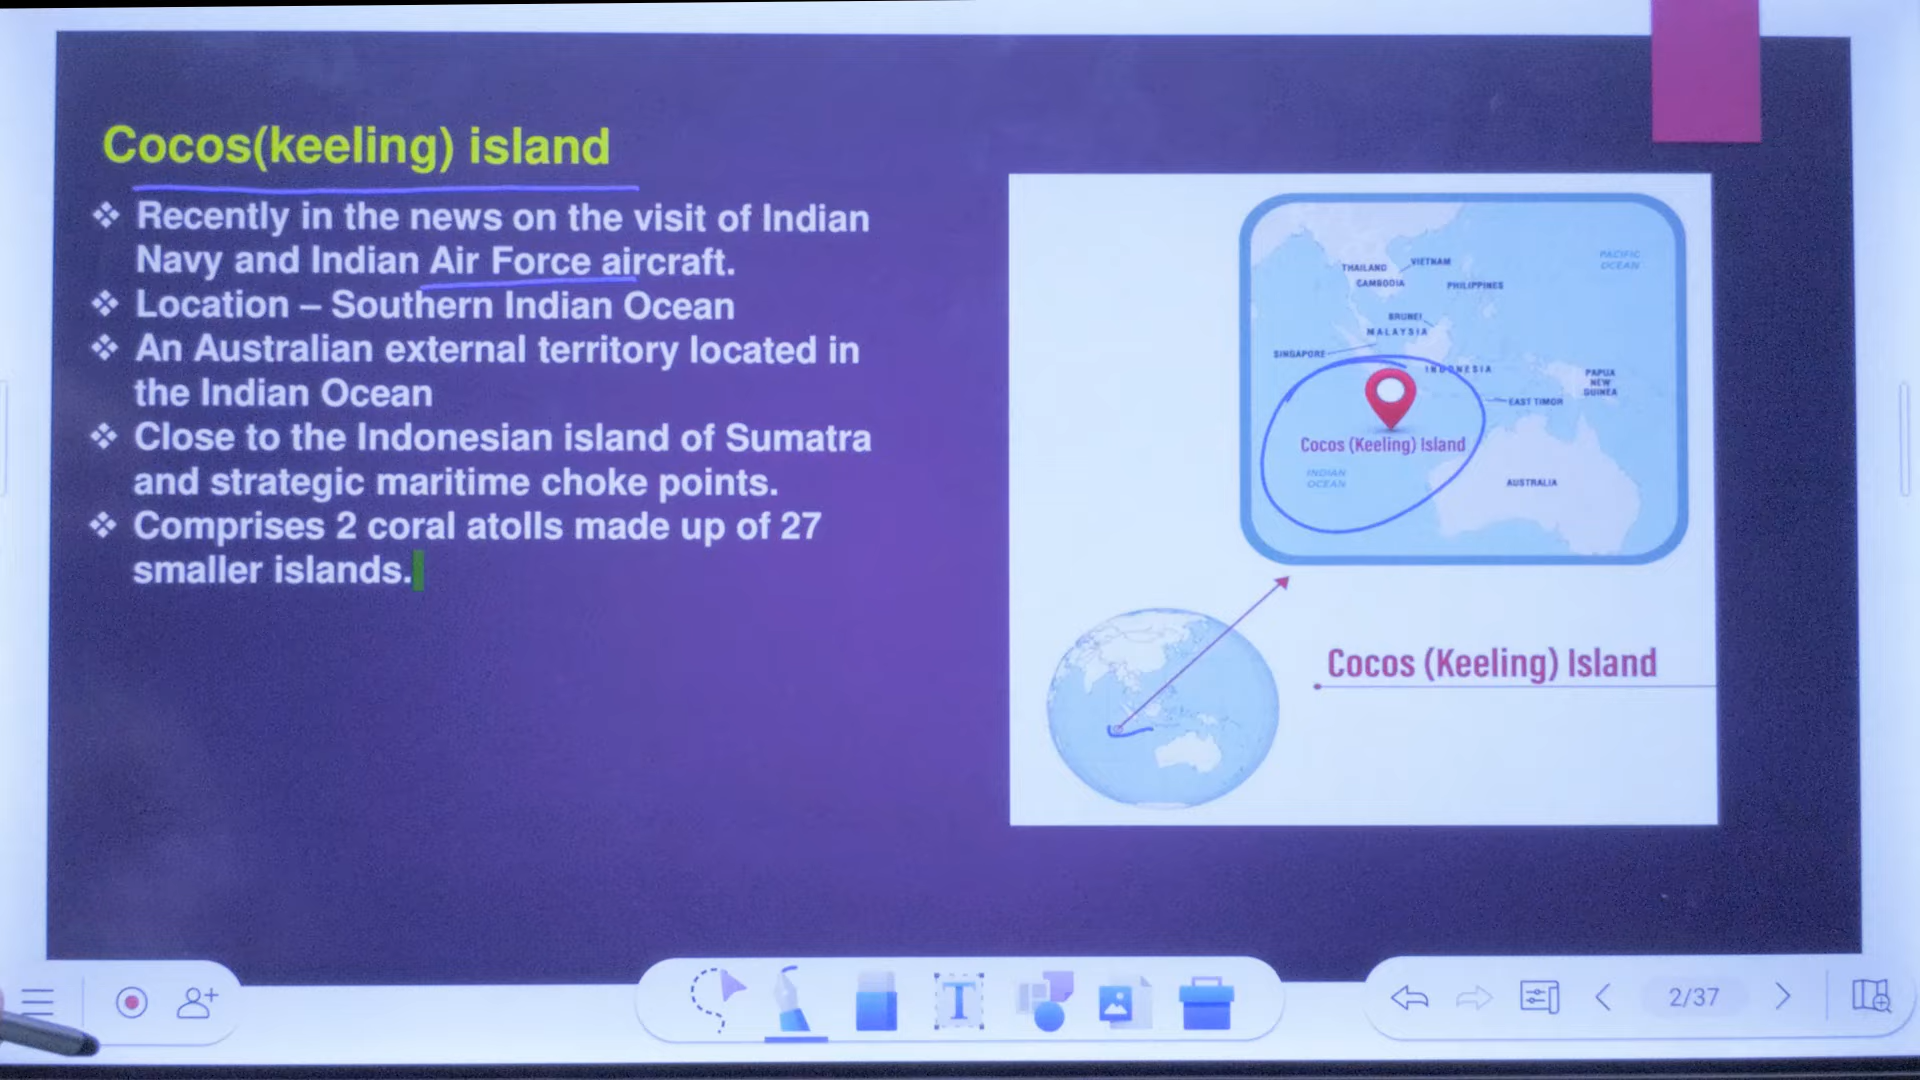 Cocos(keeling) island
❖ Recently in the news on the visit of Indian
Navy and Indian Air Force aircraft.
❖ Location – Southern Indian Ocean
❖ An Australian external territory located in
the Indian Ocean
❖ Close to the Indonesian island of Sumatra
and strategic maritime choke points.
❖ Comprises 2 coral atolls made up of 27
smaller islands.
PACIFIC
OCEAN
THAILAND
VIETNAM
CAMBODIA
PHILIPPINES
BRUNEI
MALAYSIA
SINGAPORE
INDONESIA
PAPUA
NEW
GUINEA
EAST TIMOR
Cocos (Keeling) Island
INDIAN
OCEAN
AUSTRALIA
Cocos (Keeling) Island
T
2/37